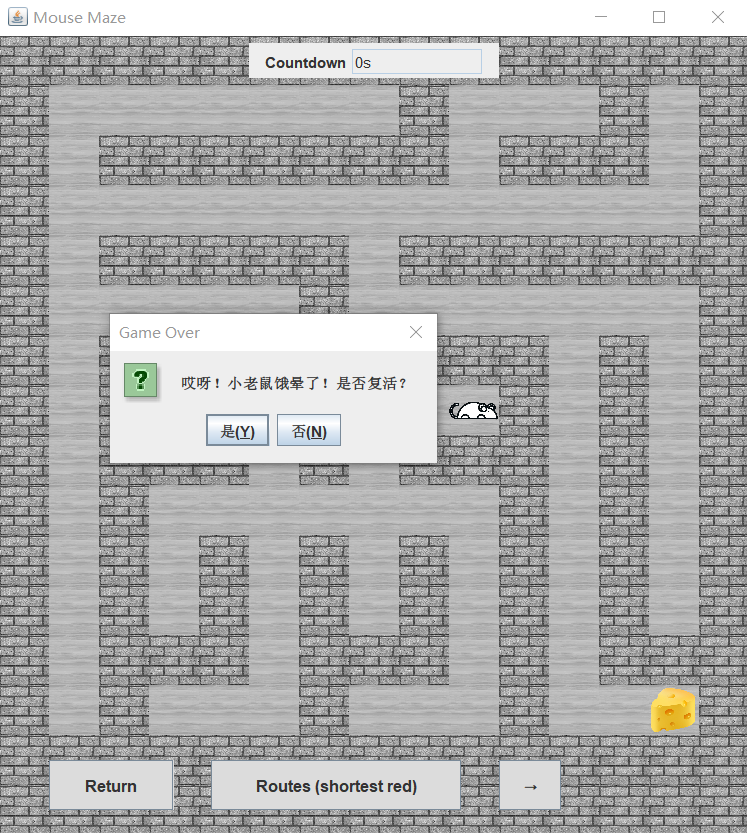 Mouse Maze
Countdown 0s
Game Over
哎呀！小老鼠饿晕了！是否复活？
是(Y) 否(N)
Return Routes (shortest red) →